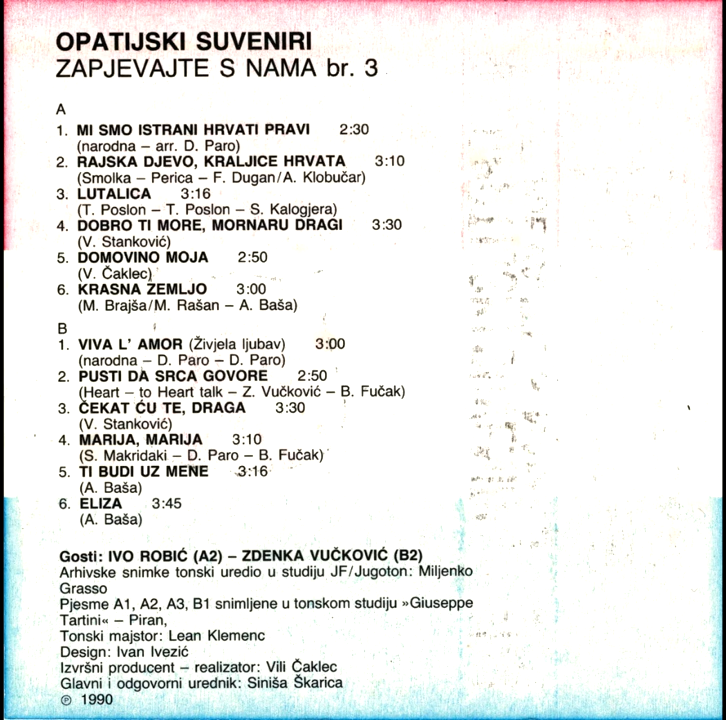 OPATIJSKI SUVENIRI
ZAPJEVAJTE S NAMA br. 3
A
1. MI SMO ISTRANI HRVATI PRAVI 2:30
(narodna – arr. D. Paro)
2. RAJSKA DJEVO, KRALJICE HRVATA 3:10
(Smolka – Perica – F. Dugan/A. Klobučar)
3. LUTALICA 3:16
(T. Poslon – T. Poslon – S. Kalogjera)
4. DOBRO TI MORE, MORNARU DRAGI 3:30
(V. Stanković)
5. DOMOVINO MOJA 2:50
(V. Čaklec)
6. KRASNA ZEMLJO 3:00
(M. Brajša/M. Rašan – A. Baša)
B
1. VIVA L' AMOR (Živjela ljubav) 3:00
(narodna – D. Paro – D. Paro)
2. PUSTI DA SRCA GOVORE 2:50
(Heart – to Heart talk – Z. Vučković – B. Fučak)
3. ČEKAT ĆU TE, DRAGA 3:30
(V. Stanković)
4. MARIJA, MARIJA 3:10
(S. Makridaki – D. Paro – B. Fučak)
5. TI BUDI UZ MENE 3:16
(A. Baša)
6. ELIZA 3:45
(A. Baša)
Gosti: IVO ROBIĆ (A2) – ZDENKA VUČKOVIĆ (B2)
Arhivske snimke tonski uredio u studiju JF/Jugoton: Miljenko
Grasso
Pjesme A1, A2, A3, B1 snimljene u tonskom studiju »Giuseppe
Tartini« – Piran,
Tonski majstor: Lean Klemenc
Design: Ivan Ivezić
Izvršni producent – realizator: Vili Čaklec
Glavni i odgovorni urednik: Siniša Škarica
℗ 1990